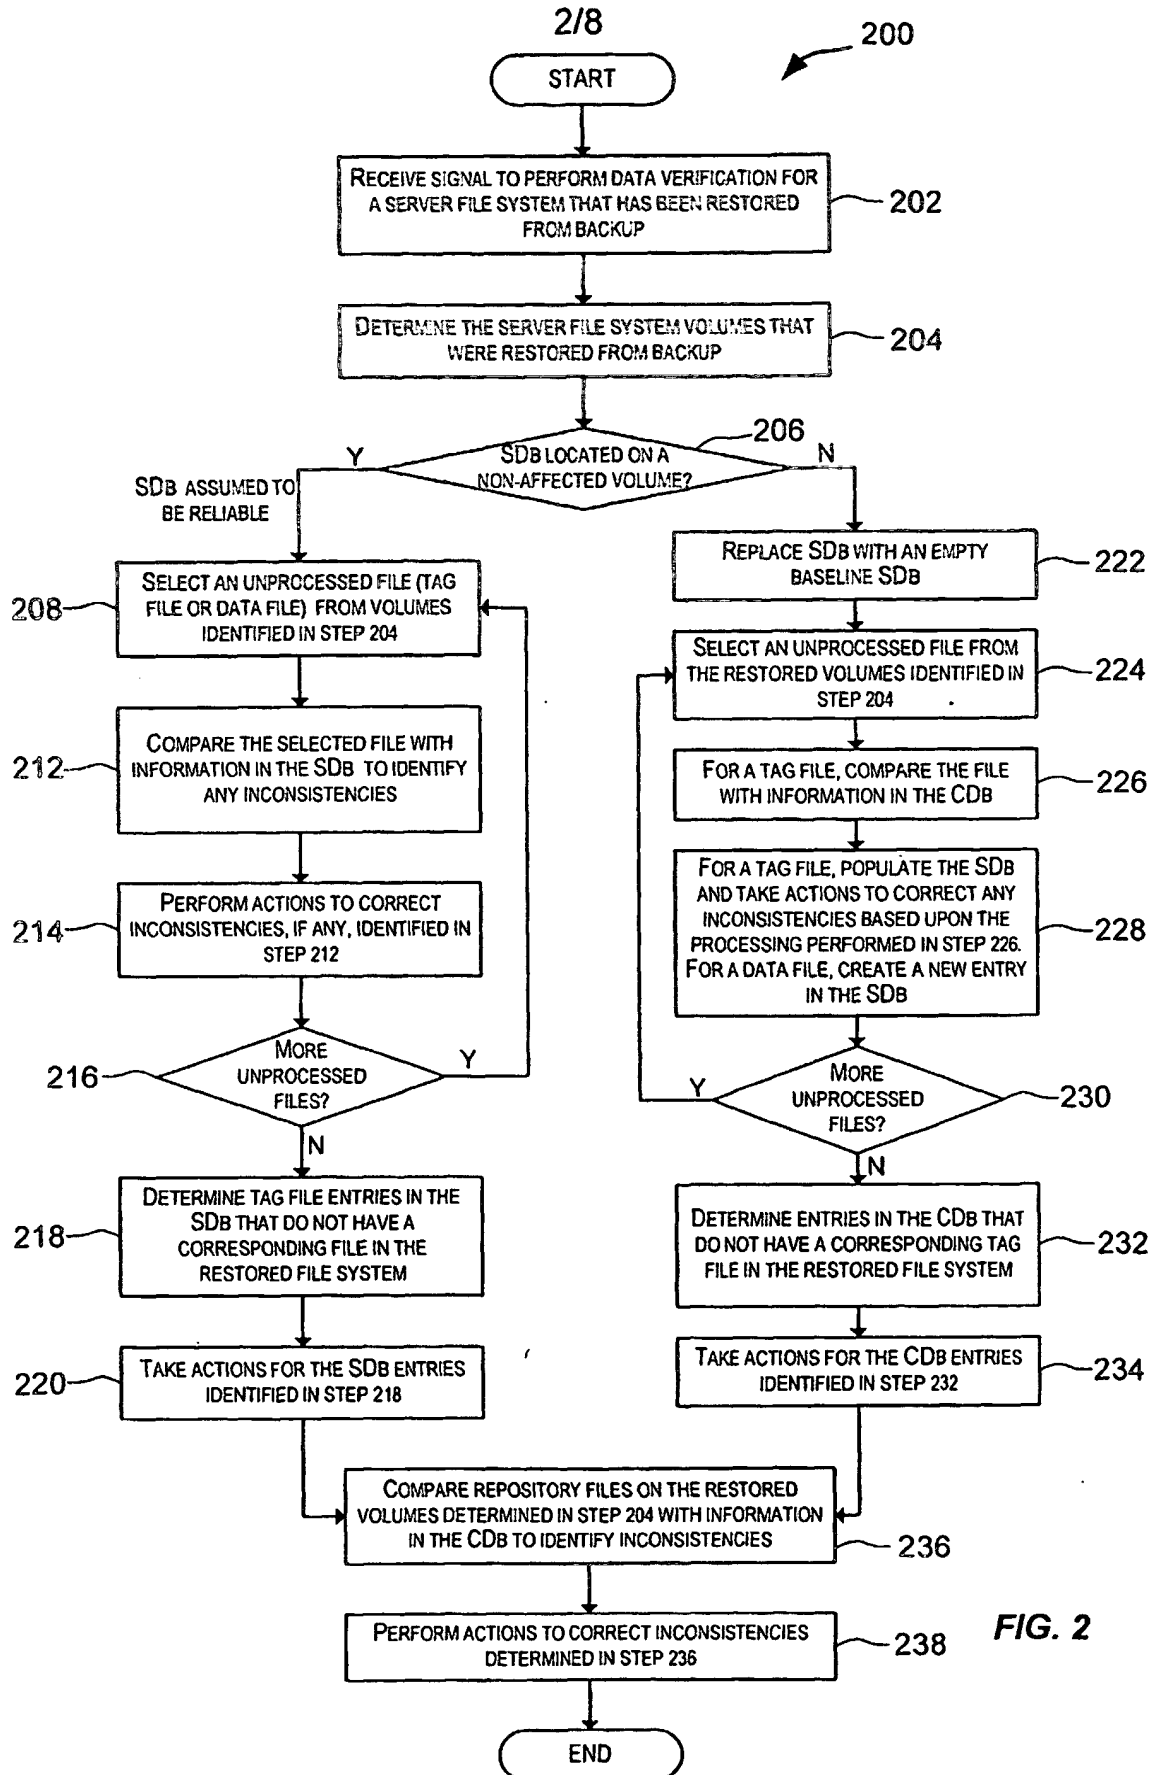 2/8
200
START
RECEIVE SIGNAL TO PERFORM DATA VERIFICATION FOR
A SERVER FILE SYSTEM THAT HAS BEEN RESTORED
FROM BACKUP
202
DETERMINE THE SERVER FILE SYSTEM VOLUMES THAT
WERE RESTORED FROM BACKUP
204
206
SDB LOCATED ON A
NON-AFFECTED VOLUME?
Y
N
SDB ASSUMED TO
BE RELIABLE
208
SELECT AN UNPROCESSED FILE (TAG
FILE OR DATA FILE) FROM VOLUMES
IDENTIFIED IN STEP 204
212
COMPARE THE SELECTED FILE WITH
INFORMATION IN THE SDB TO IDENTIFY
ANY INCONSISTENCIES
214
PERFORM ACTIONS TO CORRECT
INCONSISTENCIES, IF ANY, IDENTIFIED IN
STEP 212
216
MORE
UNPROCESSED
FILES?
Y
N
218
DETERMINE TAG FILE ENTRIES IN THE
SDB THAT DO NOT HAVE A
CORRESPONDING FILE IN THE
RESTORED FILE SYSTEM
220
TAKE ACTIONS FOR THE SDB ENTRIES
IDENTIFIED IN STEP 218
REPLACE SDB WITH AN EMPTY
BASELINE SDB
222
SELECT AN UNPROCESSED FILE FROM
THE RESTORED VOLUMES IDENTIFIED IN
STEP 204
224
FOR A TAG FILE, COMPARE THE FILE
WITH INFORMATION IN THE CDB
226
FOR A TAG FILE, POPULATE THE SDB
AND TAKE ACTIONS TO CORRECT ANY
INCONSISTENCIES BASED UPON THE
PROCESSING PERFORMED IN STEP 226.
FOR A DATA FILE, CREATE A NEW ENTRY
IN THE SDB
228
MORE
UNPROCESSED
FILES?
230
Y
N
DETERMINE ENTRIES IN THE CDB THAT
DO NOT HAVE A CORRESPONDING TAG
FILE IN THE RESTORED FILE SYSTEM
232
TAKE ACTIONS FOR THE CDB ENTRIES
IDENTIFIED IN STEP 232
234
COMPARE REPOSITORY FILES ON THE RESTORED
VOLUMES DETERMINED IN STEP 204 WITH INFORMATION
IN THE CDB TO IDENTIFY INCONSISTENCIES
236
PERFORM ACTIONS TO CORRECT INCONSISTENCIES
DETERMINED IN STEP 236
238
FIG. 2
END